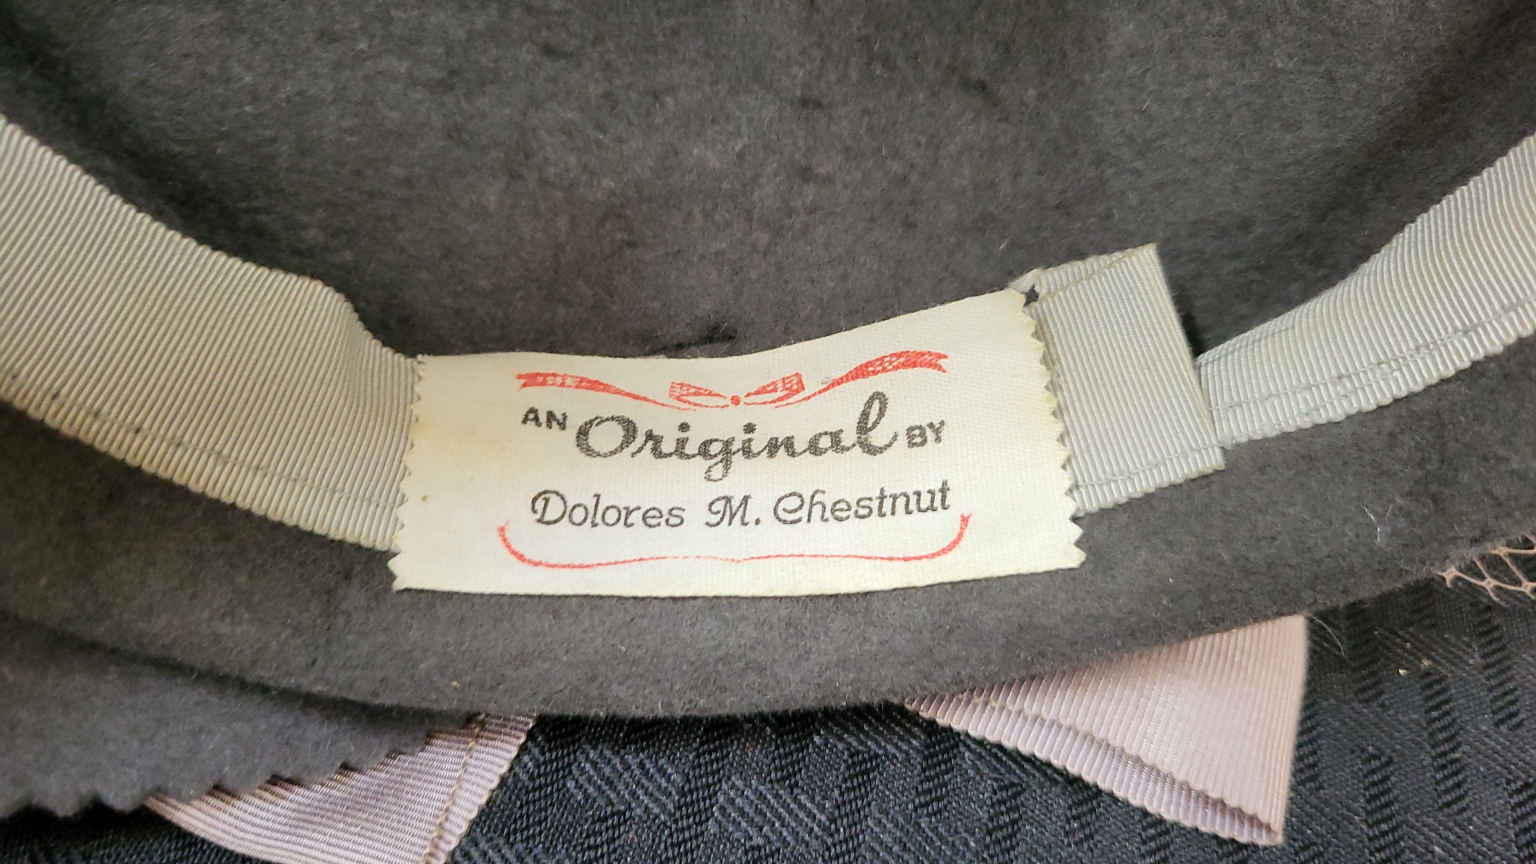 AN Original BY
Dolores M. Chestnut